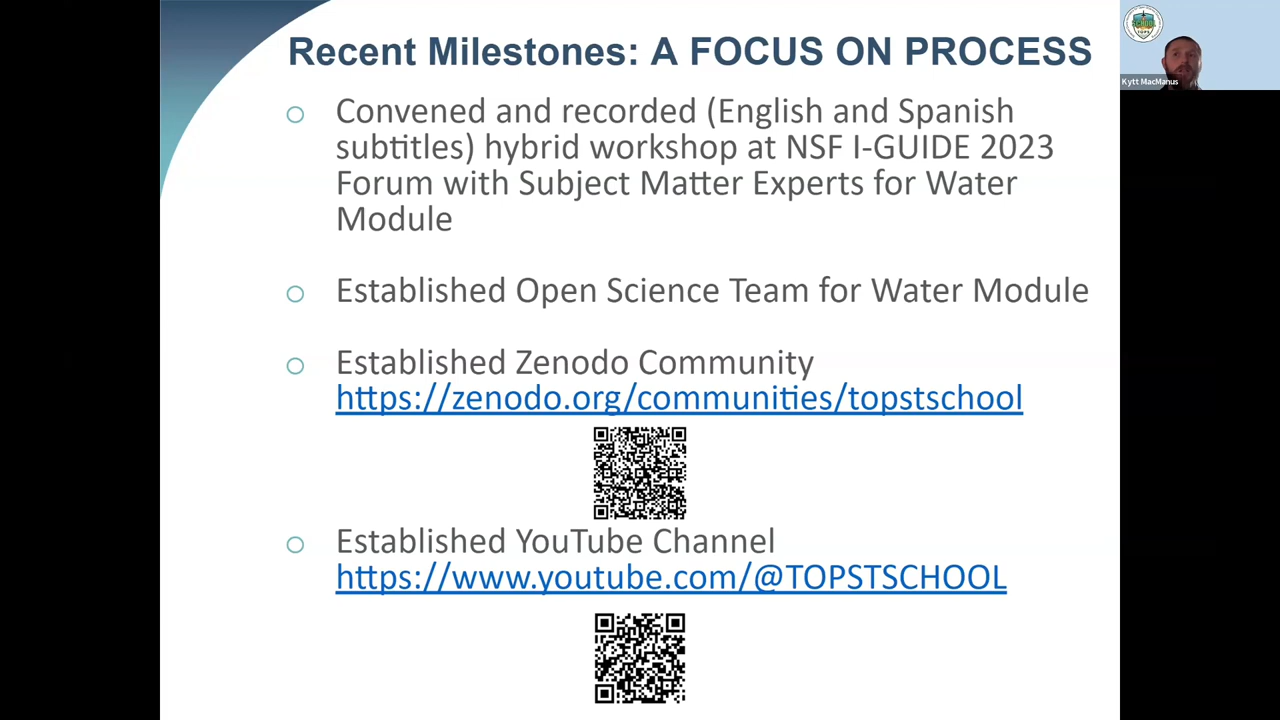 Recent Milestones: A FOCUS ON PROCESS
Convened and recorded (English and Spanish
subtitles) hybrid workshop at NSF I-GUIDE 2023
Forum with Subject Matter Experts for Water
Module
Established Open Science Team for Water Module
Established Zenodo Community
https://zenodo.org/communities/topstschool
Established YouTube Channel
https://www.youtube.com/@TOPSTSCHOOL
SCHOOL
TOPS
Kytt MacManus